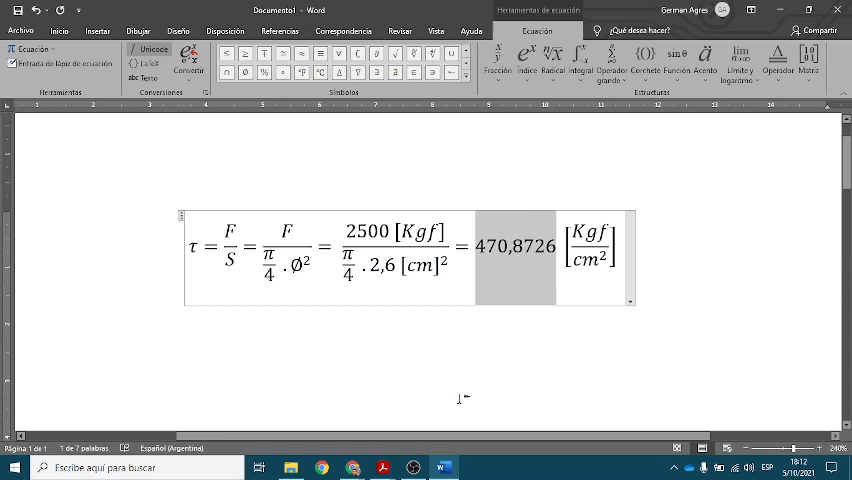 Documento1 - Word
Herramientas de ecuación
German Agres
GA
Archivo Inicio Insertar Dibujar Diseño Disposición Referencias Correspondencia Revisar Vista Ayuda Ecuación ¿Qué desea hacer? Compartir
π Ecuación
Entrada de lápiz de ecuación
Herramientas
Unicode
LaTeX
abc Texto
Convertir
Conversiones
Símbolos
Fracción Índice Radical Integral Operador grande Corchete Función Acento Límite y logaritmo Operador Matriz
Estructuras
τ = F/S = F/(π/4 . Ø²) = 2500 [Kgf]/(π/4 . 2,6 [cm]²) = 470,8726 [Kgf/cm²]
Página 1 de 1 1 de 7 palabras Español (Argentina) 240%
Escribe aquí para buscar
ESP
18:12
5/10/2021